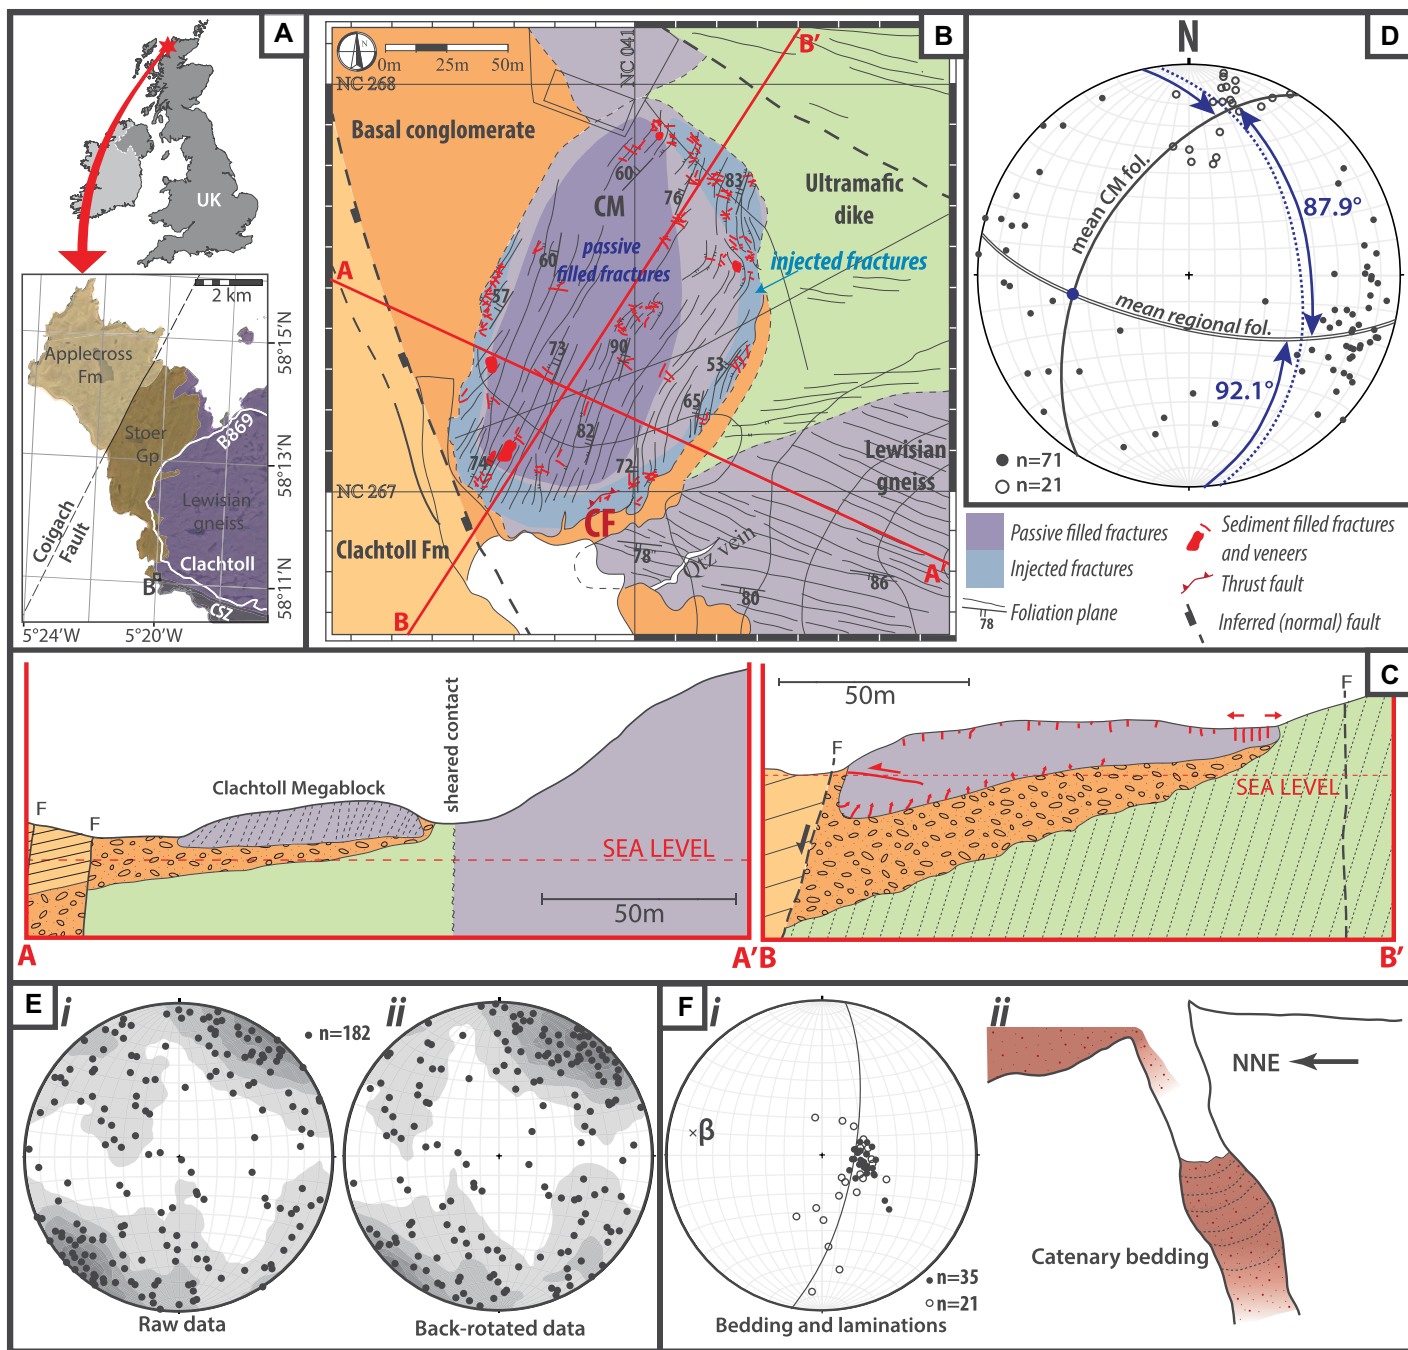 A
UK
2 km
Applecross
Fm
Stoer
Gp
B869
Lewisian
gneiss
Coigach
Fault
Clachtoll
B
CSZ
58°15'N
58°13'N
58°11'N
5°24'W
5°20'W
B
N
0m
25m
50m
NC 268
NC 041
B'
Basal conglomerate
60
83
76
CM
Ultramafic
dike
passive
filled fractures
injected fractures
A
60
57
73
90
53
QTZ
65
82
74
72
Lewisian
gneiss
NC 267
CF
Clachtoll Fm
78
Qtz vein
A'
86
80
B
D
N
mean CM fol.
87.9°
mean regional fol.
92.1°
n=71
n=21
Passive filled fractures
Injected fractures
Foliation plane
78
Sediment filled fractures
and veneers
Thrust fault
Inferred (normal) fault
C
sheared contact
Clachtoll Megablock
F
F
SEA LEVEL
50m
A
A'
50m
F
F
SEA LEVEL
B
B'
E
i
n=182
Raw data
ii
Back-rotated data
F
i
×β
n=35
n=21
Bedding and laminations
ii
NNE
Catenary bedding